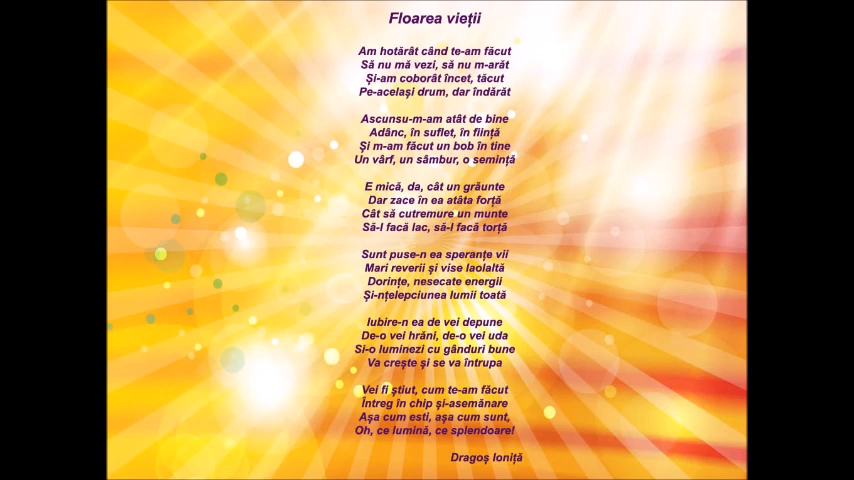 Floarea vieții
Am hotărât când te-am făcut
Să nu mă vezi, să nu m-arăt
Și-am coborât încet, tăcut
Pe-același drum, dar îndărăt
Ascunsu-m-am atât de bine
Adânc, în suflet, în ființă
Și m-am făcut un bob în tine
Un vârf, un sâmbur, o semință
E mică, da, cât un grăunte
Dar zace în ea atâta forță
Cât să cutremure un munte
Să-l facă lac, să-l facă torță
Sunt puse-n ea speranțe vii
Mari reverii și vise laolaltă
Dorințe, nesecate energii
Și-nțelepciunea lumii toată
Iubire-n ea de vei depune
De-o vei hrăni, de-o vei uda
Si-o luminezi cu gânduri bune
Va crește și se va întrupa
Vei fi știut, cum te-am făcut
Întreg în chip și-asemănare
Așa cum esti, așa cum sunt,
Oh, ce lumină, ce splendoare!
Dragoș Ioniță